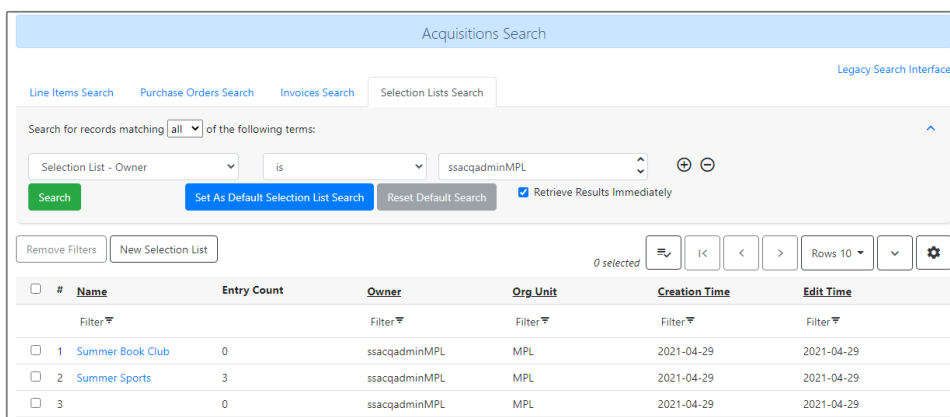 Acquisitions Search
Legacy Search Interface
Line Items Search Purchase Orders Search Invoices Search Selection Lists Search
Search for records matching all of the following terms:
Selection List - Owner is ssacqadminMPL
Search Set As Default Selection List Search Reset Default Search Retrieve Results Immediately
Remove Filters New Selection List 0 selected Rows 10
# Name Entry Count Owner Org Unit Creation Time Edit Time
Filter Filter Filter Filter Filter
1 Summer Book Club 0 ssacqadminMPL MPL 2021-04-29 2021-04-29
2 Summer Sports 3 ssacqadminMPL MPL 2021-04-29 2021-04-29
3 0 ssacqadminMPL MPL 2021-04-29 2021-04-29